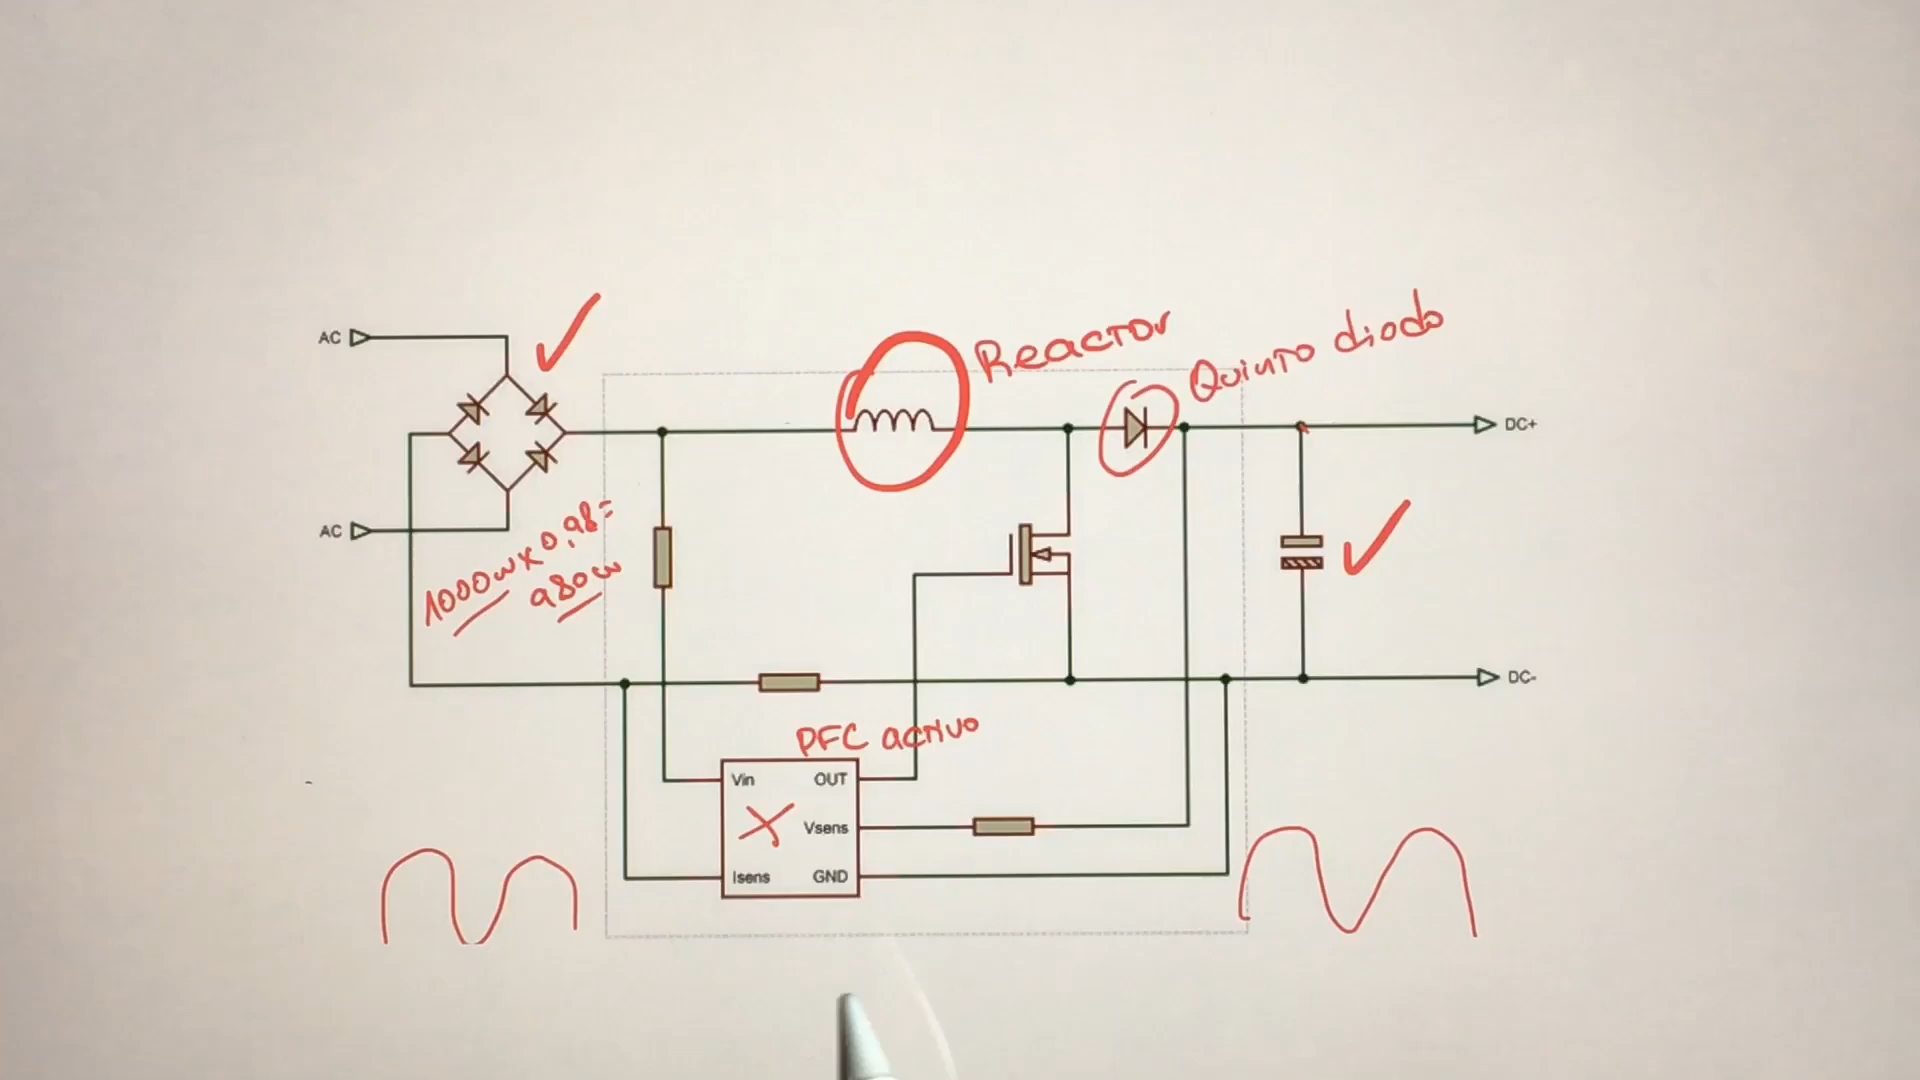 AC
Reactor
Quinto diodo
DC+
AC
1000w x 0,98=
980w
DC-
PFC activo
Vin
OUT
Vsens
Isens
GND